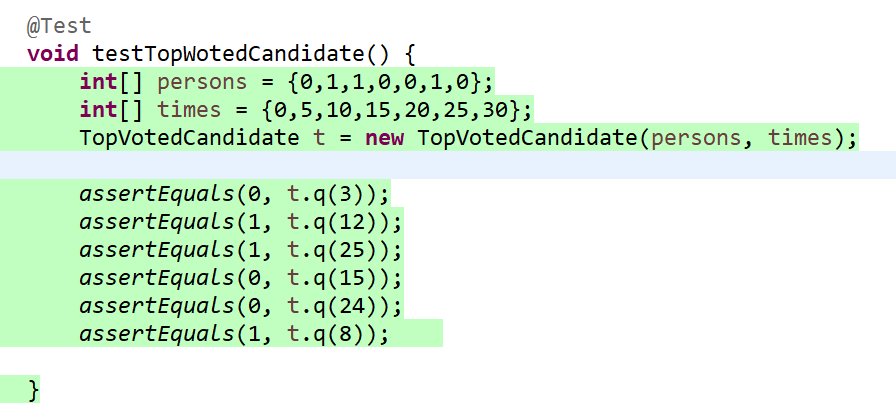 @Test
void testTopWotedCandidate() {
int[] persons = {0,1,1,0,0,1,0};
int[] times = {0,5,10,15,20,25,30};
TopVotedCandidate t = new TopVotedCandidate(persons, times);
assertEquals(0, t.q(3));
assertEquals(1, t.q(12));
assertEquals(1, t.q(25));
assertEquals(0, t.q(15));
assertEquals(0, t.q(24));
assertEquals(1, t.q(8));
}